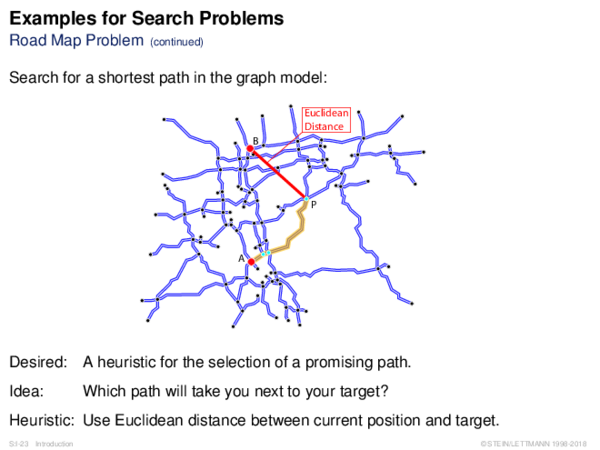 Examples for Search Problems
Road Map Problem (continued)
Search for a shortest path in the graph model:
Euclidean
Distance
B
P
A
Desired: A heuristic for the selection of a promising path.
Idea: Which path will take you next to your target?
Heuristic: Use Euclidean distance between current position and target.
S:I-23 Introduction
© STEIN/LETTMANN 1998-2018